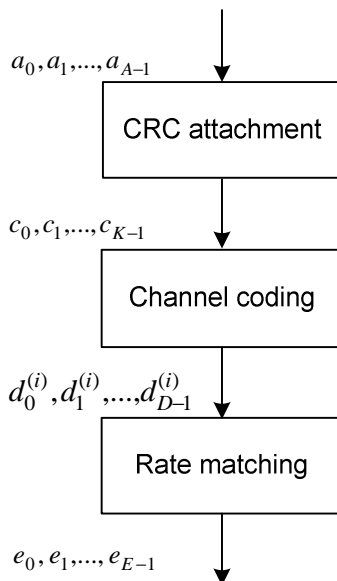 a_0, a_1,..., a_{A-1}
CRC attachment
c_0, c_1,..., c_{K-1}
Channel coding
d_0^{(i)}, d_1^{(i)},..., d_{D-1}^{(i)}
Rate matching
e_0, e_1,..., e_{E-1}